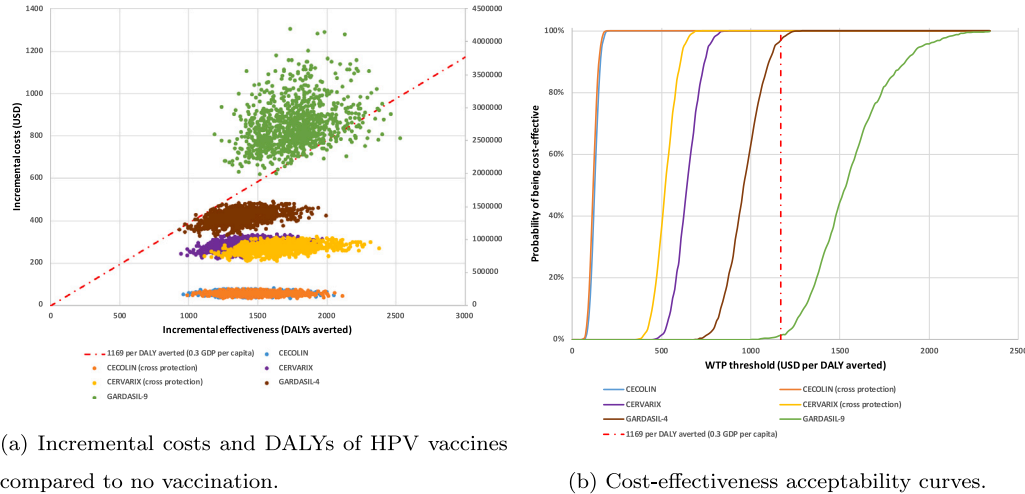 1400
1200
1000
800
600
400
200
0
Incremental costs (USD)
4500000
4000000
3500000
3000000
2500000
2000000
1500000
1000000
500000
0
0 500 1000 1500 2000 2500 3000
Incremental effectiveness (DALYs averted)
1169 per DALY averted (0.3 GDP per capita) CECOLIN
CECOLIN (cross protection) CERVARIX
CERVARIX (cross protection) GARDASIL-4
GARDASIL-9
(a) Incremental costs and DALYs of HPV vaccines
compared to no vaccination.
100%
80%
60%
40%
20%
0%
Probability of being cost-effective
0 500 1000 1500 2000 2500
WTP threshold (USD per DALY averted)
CECOLIN CECOLIN (cross protection)
CERVARIX CERVARIX (cross protection)
GARDASIL-4 GARDASIL-9
1169 per DALY averted (0.3 GDP per capita)
(b) Cost-effectiveness acceptability curves.